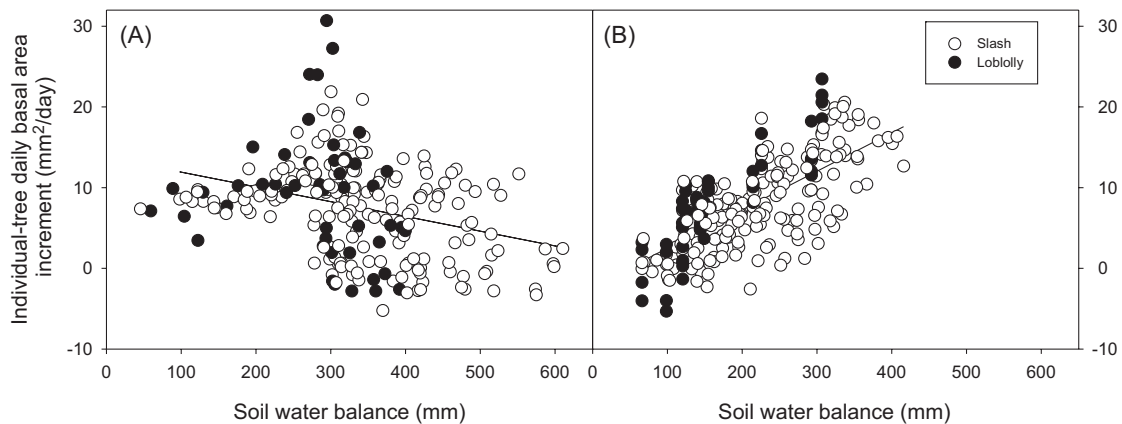 (A)
(B)
Slash
Loblolly
Individual-tree daily basal area
increment (mm²/day)
30
20
10
0
-10
30
20
10
0
-10
0 100 200 300 400 500 600
0 100 200 300 400 500 600
Soil water balance (mm)
Soil water balance (mm)